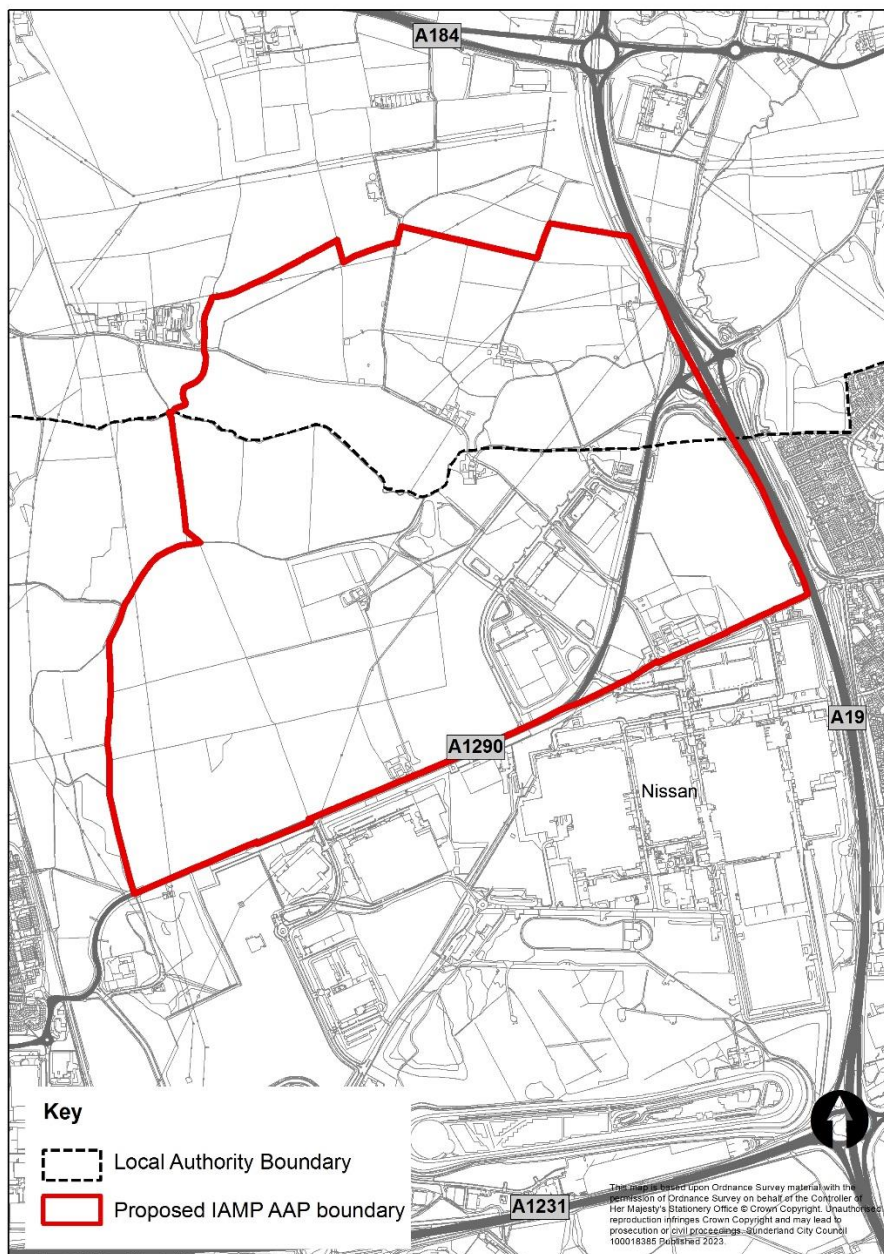 A184
A19
A1290
Nissan
Key
Local Authority Boundary
Proposed IAMP AAP boundary
A1231
This map is based upon Ordnance Survey material with the
permission of Ordnance Survey on behalf of the Controller of
Her Majesty's Stationery Office © Crown Copyright. Unauthorised
reproduction infringes Crown Copyright and may lead to
prosecution or civil proceedings. Sunderland City Council
100018385 Published 2023.